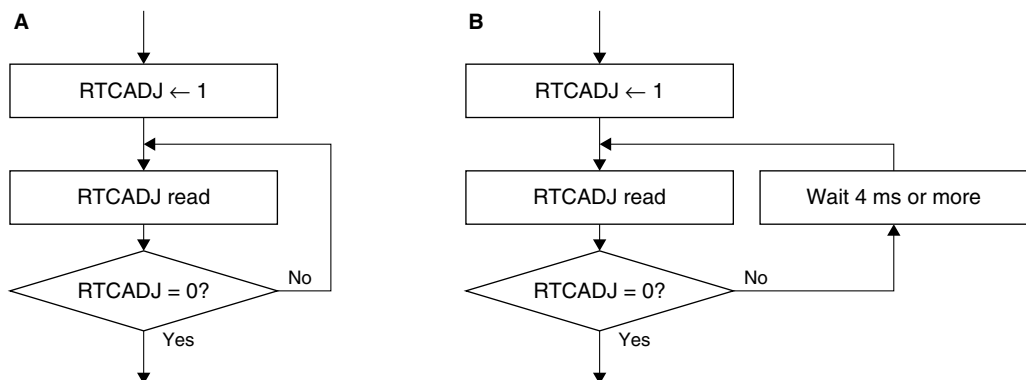 A
RTCADJ ← 1
RTCADJ read
RTCADJ = 0?
No
Yes
B
RTCADJ ← 1
RTCADJ read
Wait 4 ms or more
RTCADJ = 0?
No
Yes